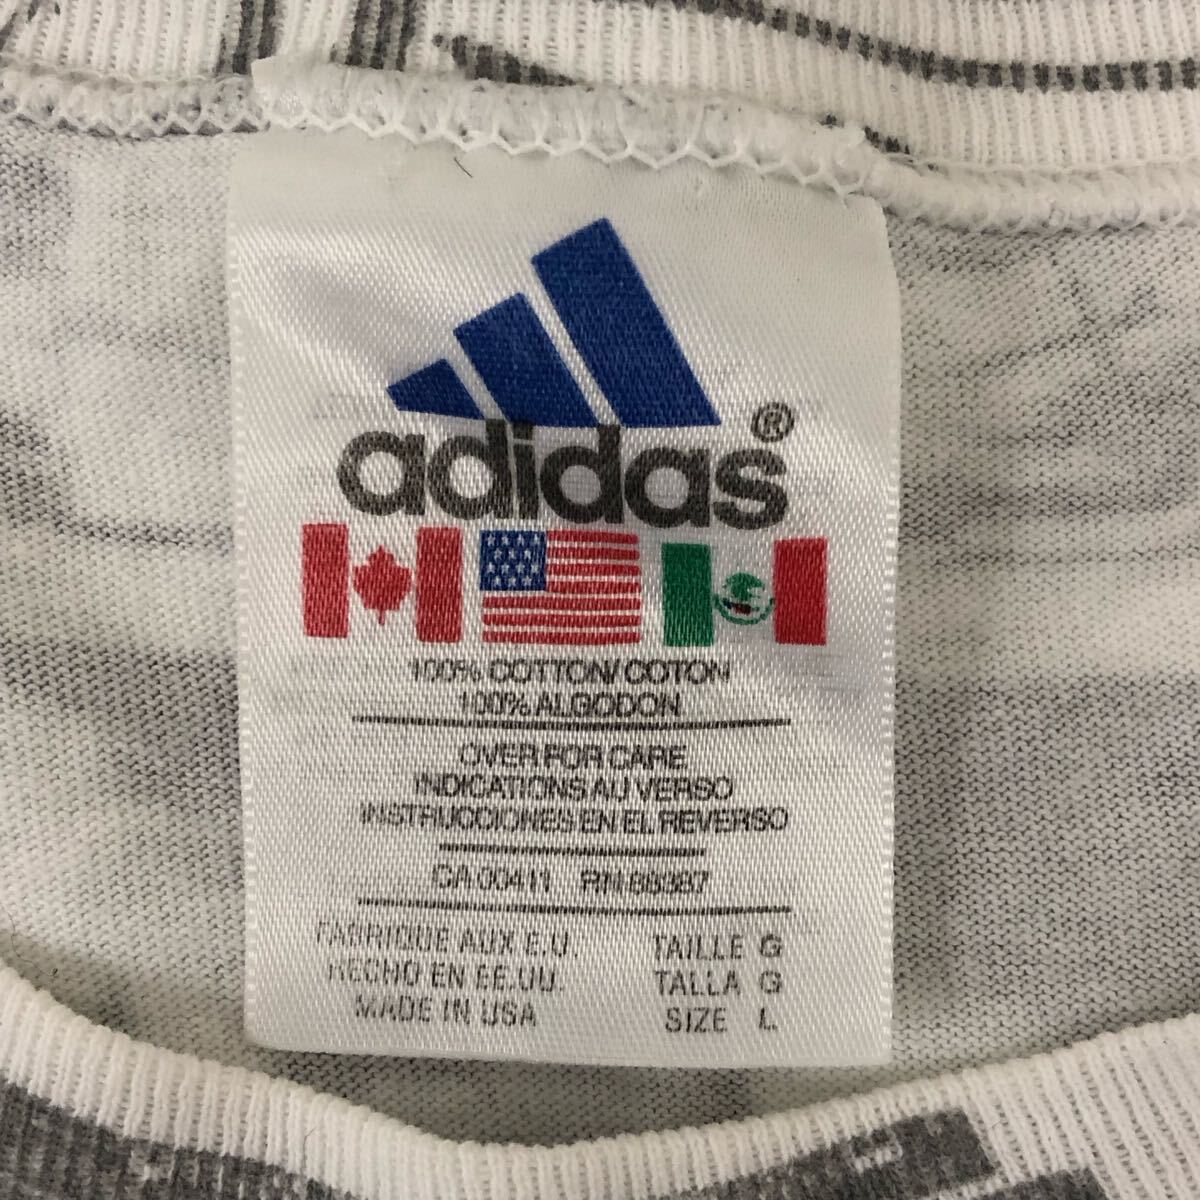 adidas®
100% COTTON/COTON
100% ALGODON
OVER FOR CARE
INDICATIONS AU VERSO
INSTRUCCIONES EN EL REVERSO
CA 00411 RN 88387
FABRIQUE AUX E.U. TAILLE G
HECHO EN EE.UU. TALLA G
MADE IN USA SIZE L